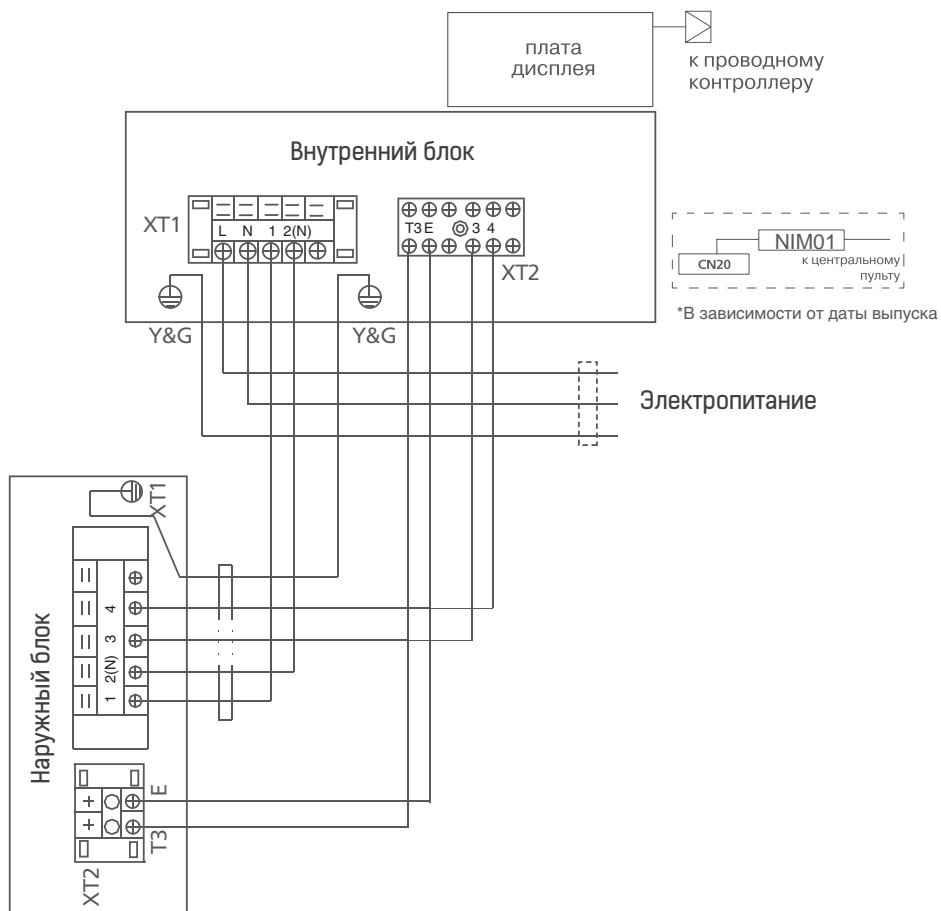 плата
дисплея
к проводному
контроллеру
Внутренний блок
XT1
L N 1 2(N)
T3 E 3 4
XT2
Y&G
Y&G
CN20
NIM01
к центральному
пульту
*В зависимости от даты выпуска
Электропитание
Наружный блок
XT1
4
3
2(N)
1
E
T3
XT2